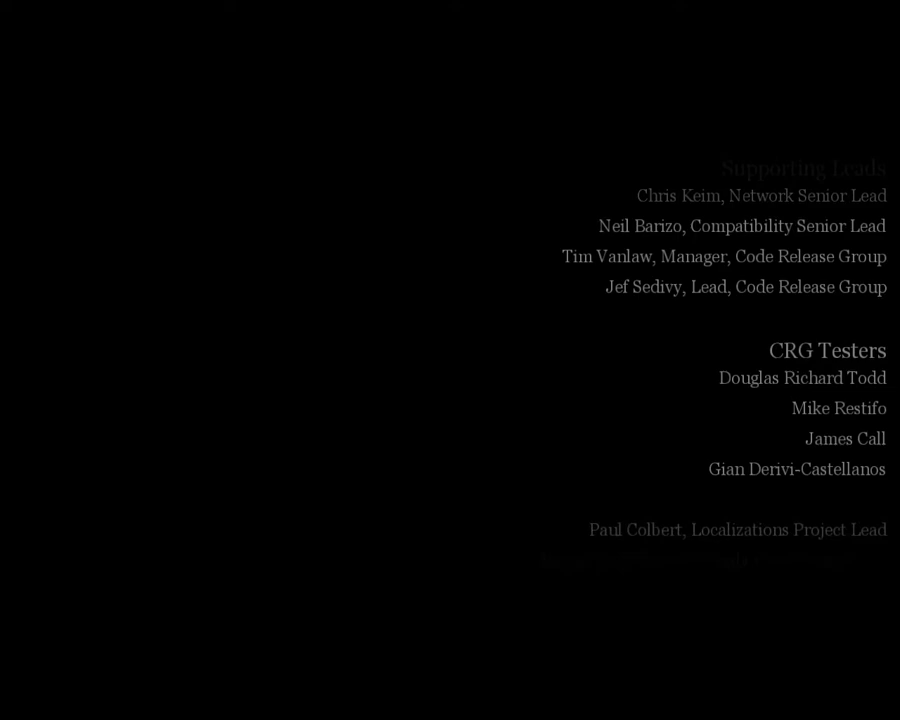 Supporting Leads
Chris Keim, Network Senior Lead
Neil Barizo, Compatibility Senior Lead
Tim Vanlaw, Manager, Code Release Group
Jef Sedivy, Lead, Code Release Group
CRG Testers
Douglas Richard Todd
Mike Restifo
James Call
Gian Derivi-Castellanos
Paul Colbert, Localizations Project Lead